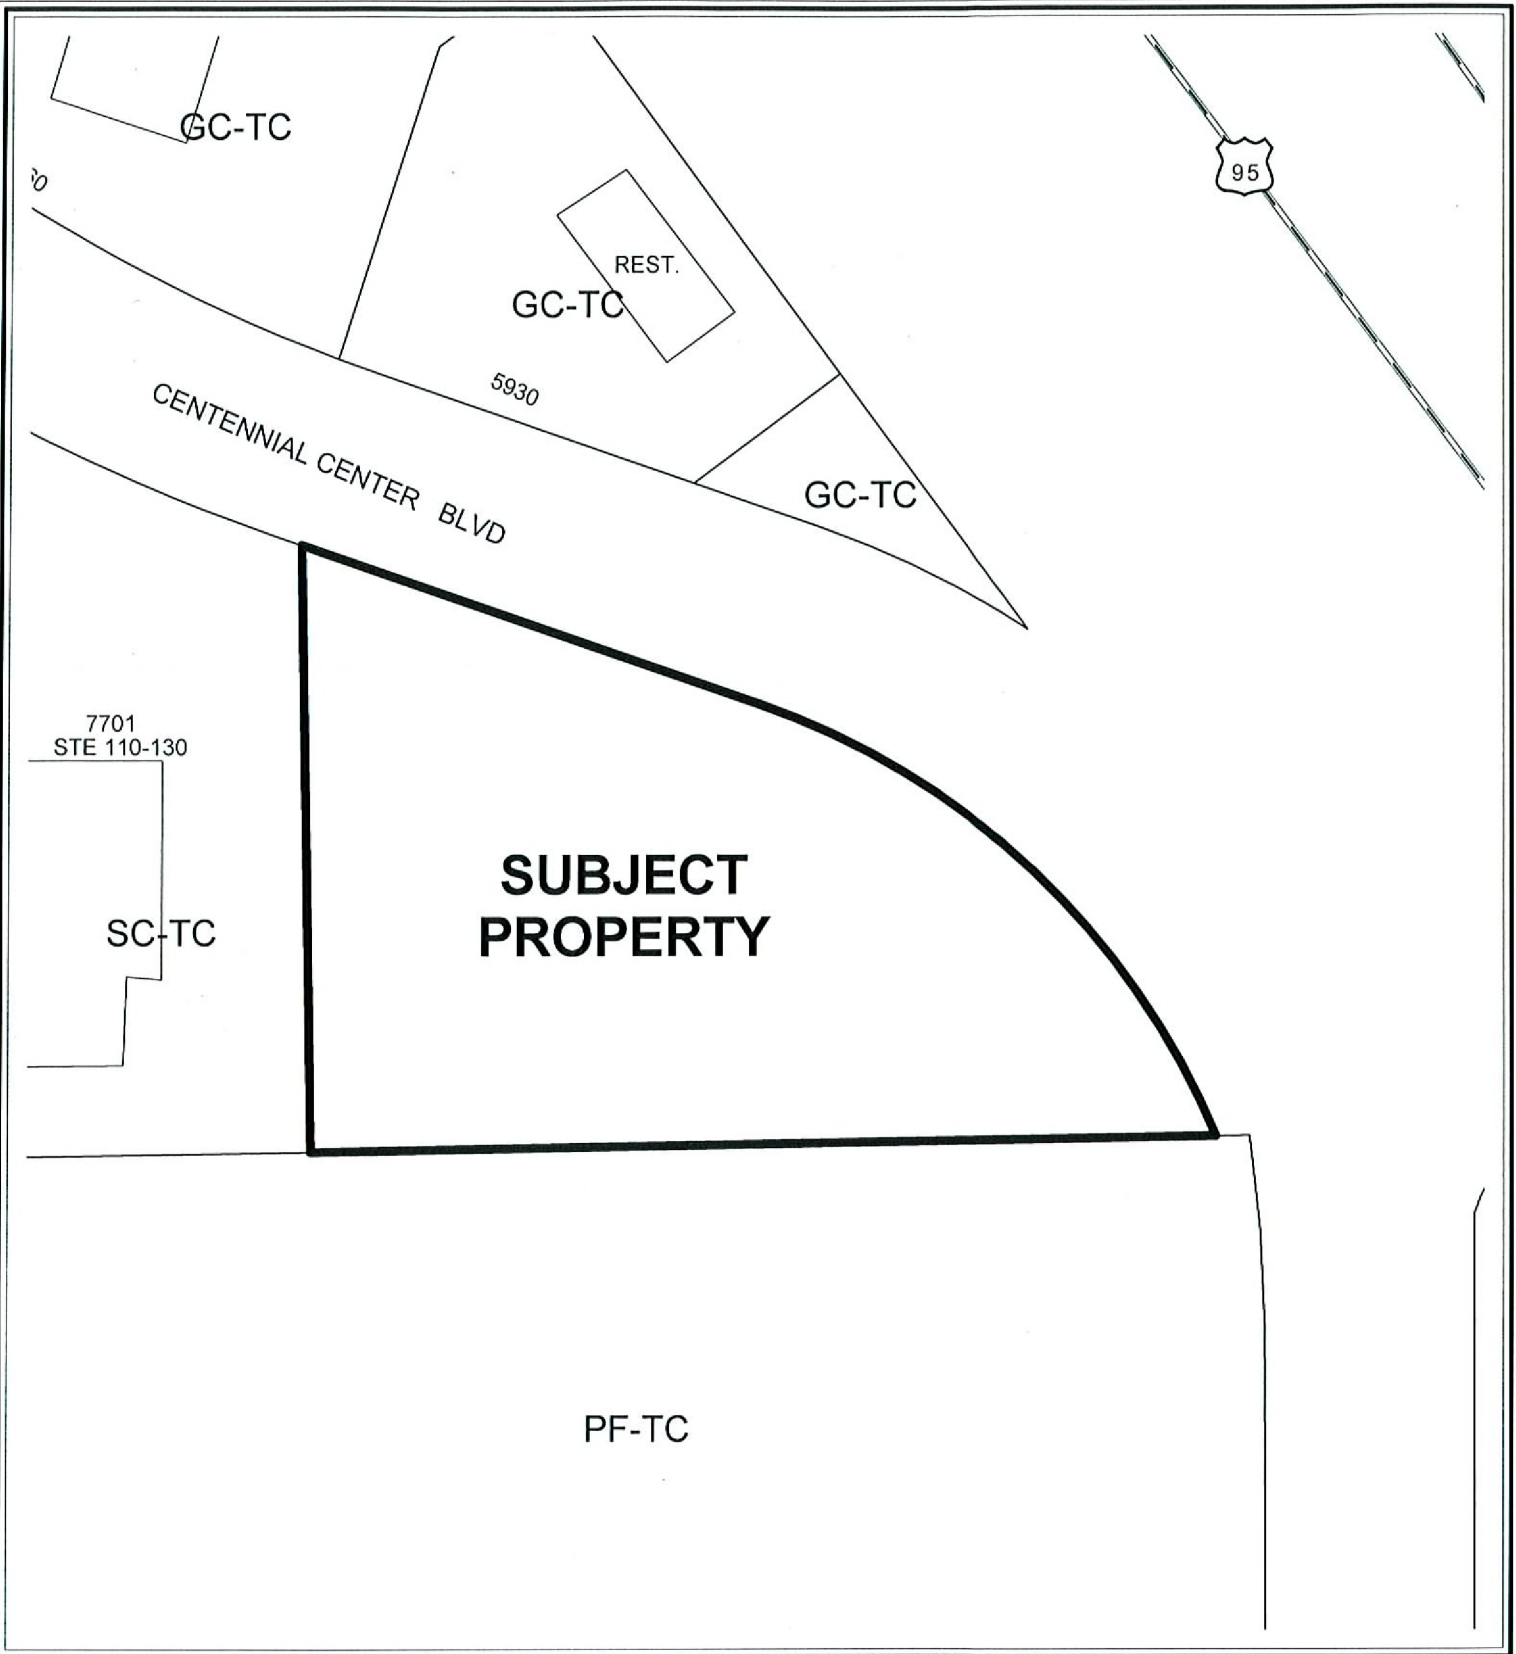 GC-TC
95
REST.
GC-TC
5930
CENTENNIAL CENTER BLVD
GC-TC
7701
STE 110-130
SUBJECT
PROPERTY
SC-TC
PF-TC